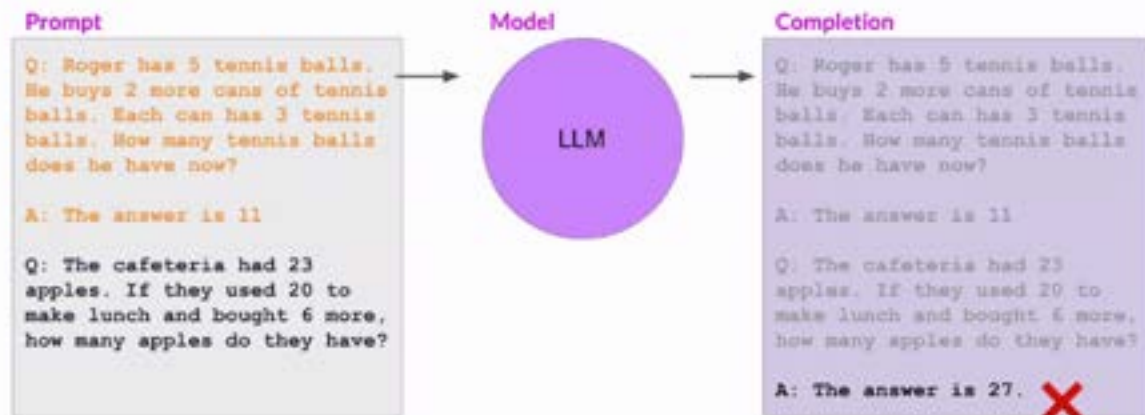 Prompt
Q: Roger has 5 tennis balls.
He buys 2 more cans of tennis
balls. Each can has 3 tennis
balls. How many tennis balls
does he have now?
A: The answer is 11
Q: The cafeteria had 23
apples. If they used 20 to
make lunch and bought 6 more,
how many apples do they have?
Model
LLM
Completion
Q: Roger has 5 tennis balls.
He buys 2 more cans of tennis
balls. Each can has 3 tennis
balls. How many tennis balls
does he have now?
A: The answer is 11
Q: The cafeteria had 23
apples. If they used 20 to
make lunch and bought 6 more,
how many apples do they have?
A: The answer is 27.